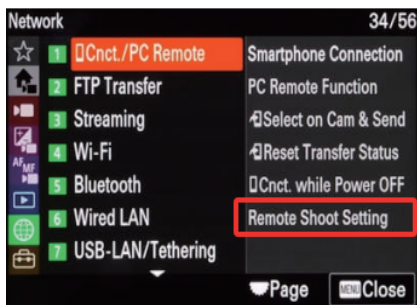 Network 34/56
1 Cnct./PC Remote
2 FTP Transfer
3 Streaming
4 Wi-Fi
5 Bluetooth
6 Wired LAN
7 USB-LAN/Tethering
AF MF
Smartphone Connection
PC Remote Function
Select on Cam & Send
Reset Transfer Status
Cnct. while Power OFF
Remote Shoot Setting
Page MENU Close